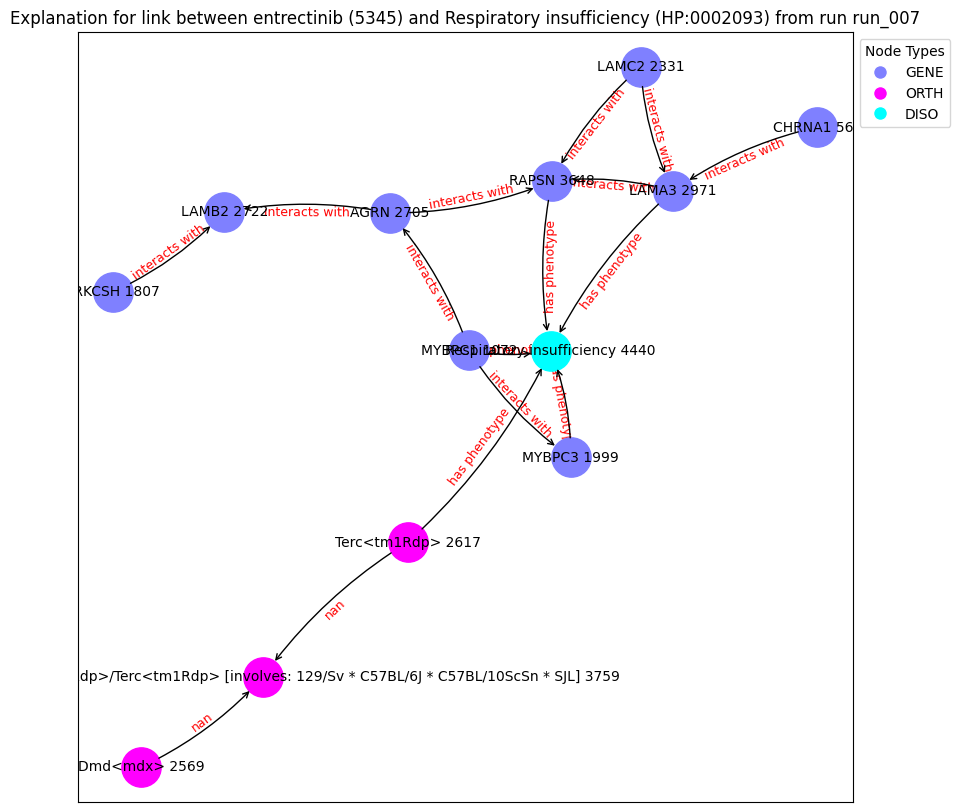 Explanation for link between entrectinib (5345) and Respiratory insufficiency (HP:0002093) from run run_007
Node Types
GENE
ORTH
DISO
LAMC2 2331
CHRNA1 56
interacts with
interacts with
interacts with
RAPSN 3648
interacts with
LAMA3 2971
interacts with
LAMB2 2722
interacts with
AGRN 2705
interacts with
RKCSH 1807
interacts with
has phenotype
has phenotype
MYBPC1 1072
Respiratory insufficiency 4440
interacts with
has phenotype
has phenotype
MYBPC3 1999
Terc<tm1Rdp> 2617
nan
dp>/Terc<tm1Rdp> [involves: 129/Sv * C57BL/6J * C57BL/10ScSn * SJL] 3759
nan
Dmd<mdx> 2569